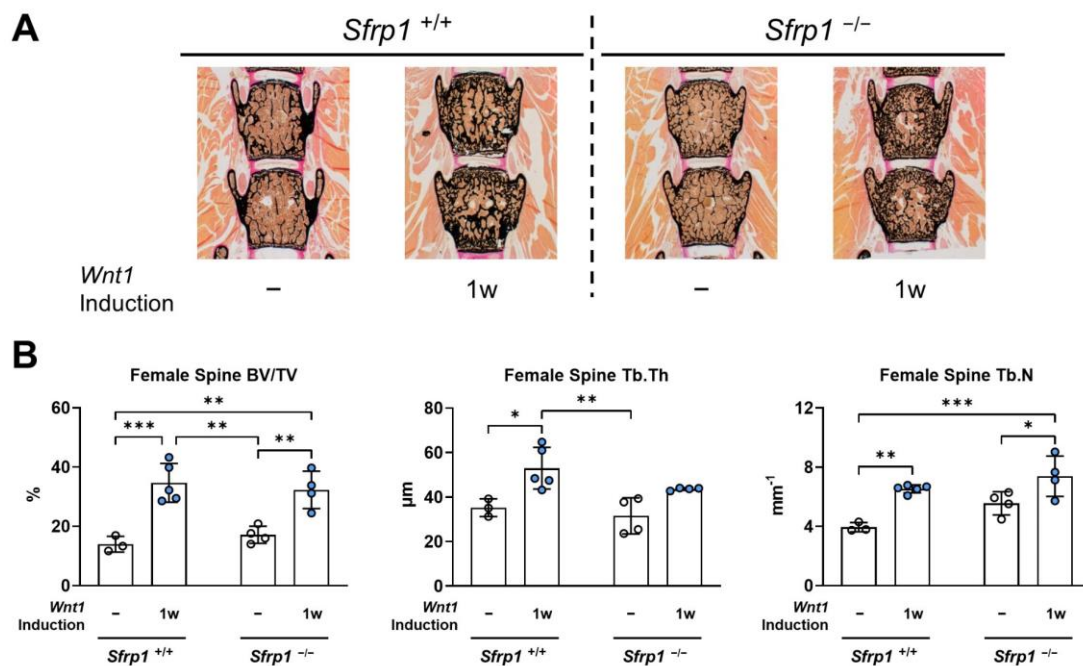 A
Sfrp1 +/+
Sfrp1 –/–
Wnt1
Induction
–
1w
–
1w
B
Female Spine BV/TV
60
40
20
0
%
***
**
**
**
Wnt1
Induction
–
1w
–
1w
Sfrp1 +/+
Sfrp1 –/–
Female Spine Tb.Th
80
60
40
20
0
µm
*
**
Wnt1
Induction
–
1w
–
1w
Sfrp1 +/+
Sfrp1 –/–
Female Spine Tb.N
12
8
4
0
mm-1
***
**
*
Wnt1
Induction
–
1w
–
1w
Sfrp1 +/+
Sfrp1 –/–